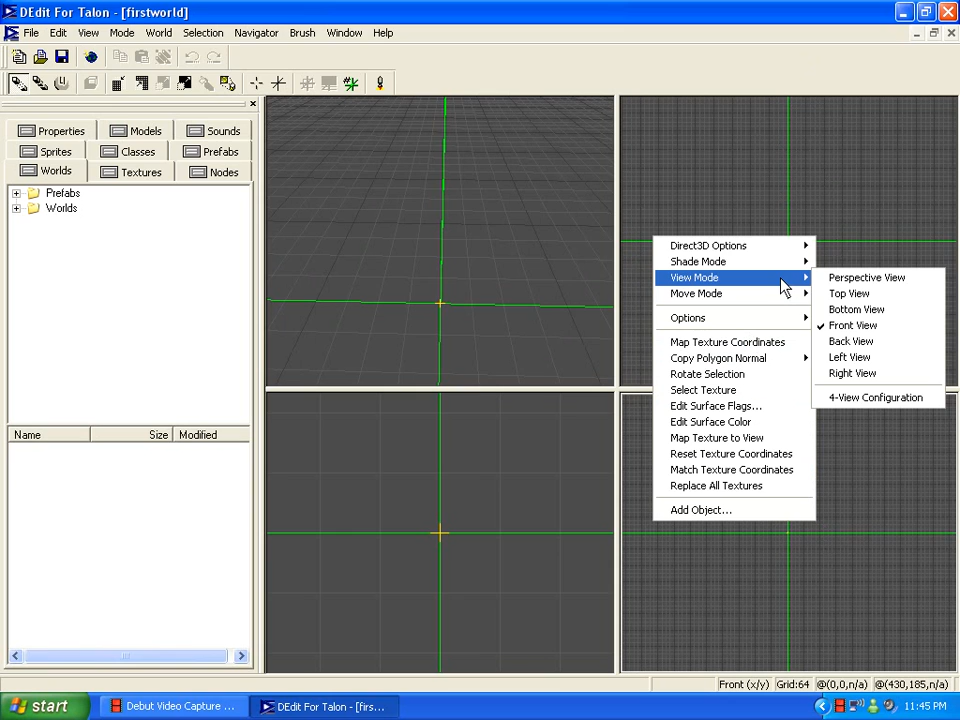 DEdit For Talon - [firstworld]
File Edit View Mode World Selection Navigator Brush Window Help
Properties Models Sounds
Sprites Classes Prefabs
Worlds Textures Nodes
Prefabs
Worlds
Name Size Modified
Direct3D Options
Shade Mode
View Mode
Move Mode
Options
Map Texture Coordinates
Copy Polygon Normal
Rotate Selection
Select Texture
Edit Surface Flags...
Edit Surface Color
Map Texture to View
Reset Texture Coordinates
Match Texture Coordinates
Replace All Textures
Add Object...
Perspective View
Top View
Bottom View
Front View
Back View
Left View
Right View
4-View Configuration
Front (x/y) Grid:64 @(0,0,n/a) @(430,185,n/a)
start Debut Video Capture ... DEdit For Talon - [firs... 11:45 PM